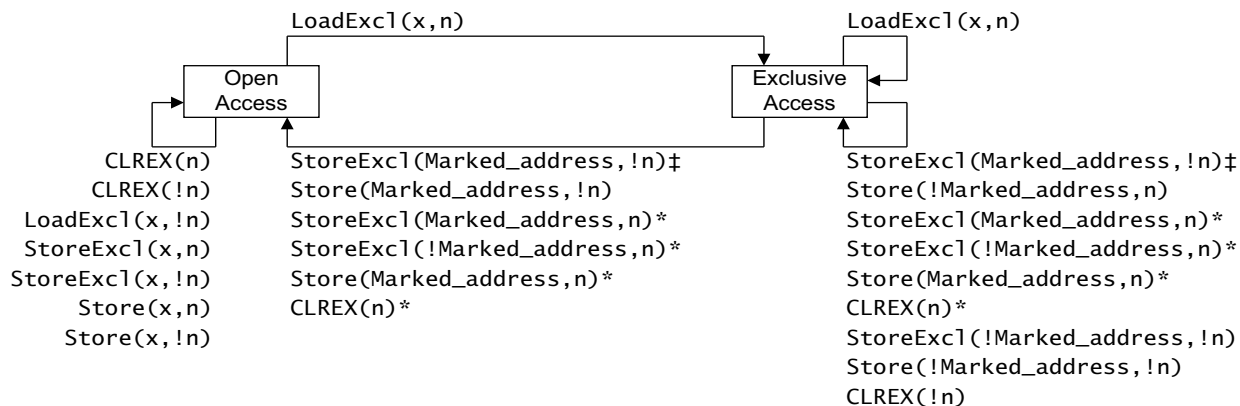 LoadExcl(x,n)
LoadExcl(x,n)
Open
Access
Exclusive
Access
CLREX(n)
CLREX(!n)
LoadExcl(x,!n)
StoreExcl(x,n)
StoreExcl(x,!n)
Store(x,n)
Store(x,!n)
StoreExcl(Marked_address,!n)‡
Store(Marked_address,!n)
StoreExcl(Marked_address,n)*
StoreExcl(!Marked_address,n)*
Store(Marked_address,n)*
CLREX(n)*
StoreExcl(Marked_address,!n)‡
Store(!Marked_address,n)
StoreExcl(Marked_address,n)*
StoreExcl(!Marked_address,n)*
Store(Marked_address,n)*
CLREX(n)*
StoreExcl(!Marked_address,!n)
Store(!Marked_address,!n)
CLREX(!n)